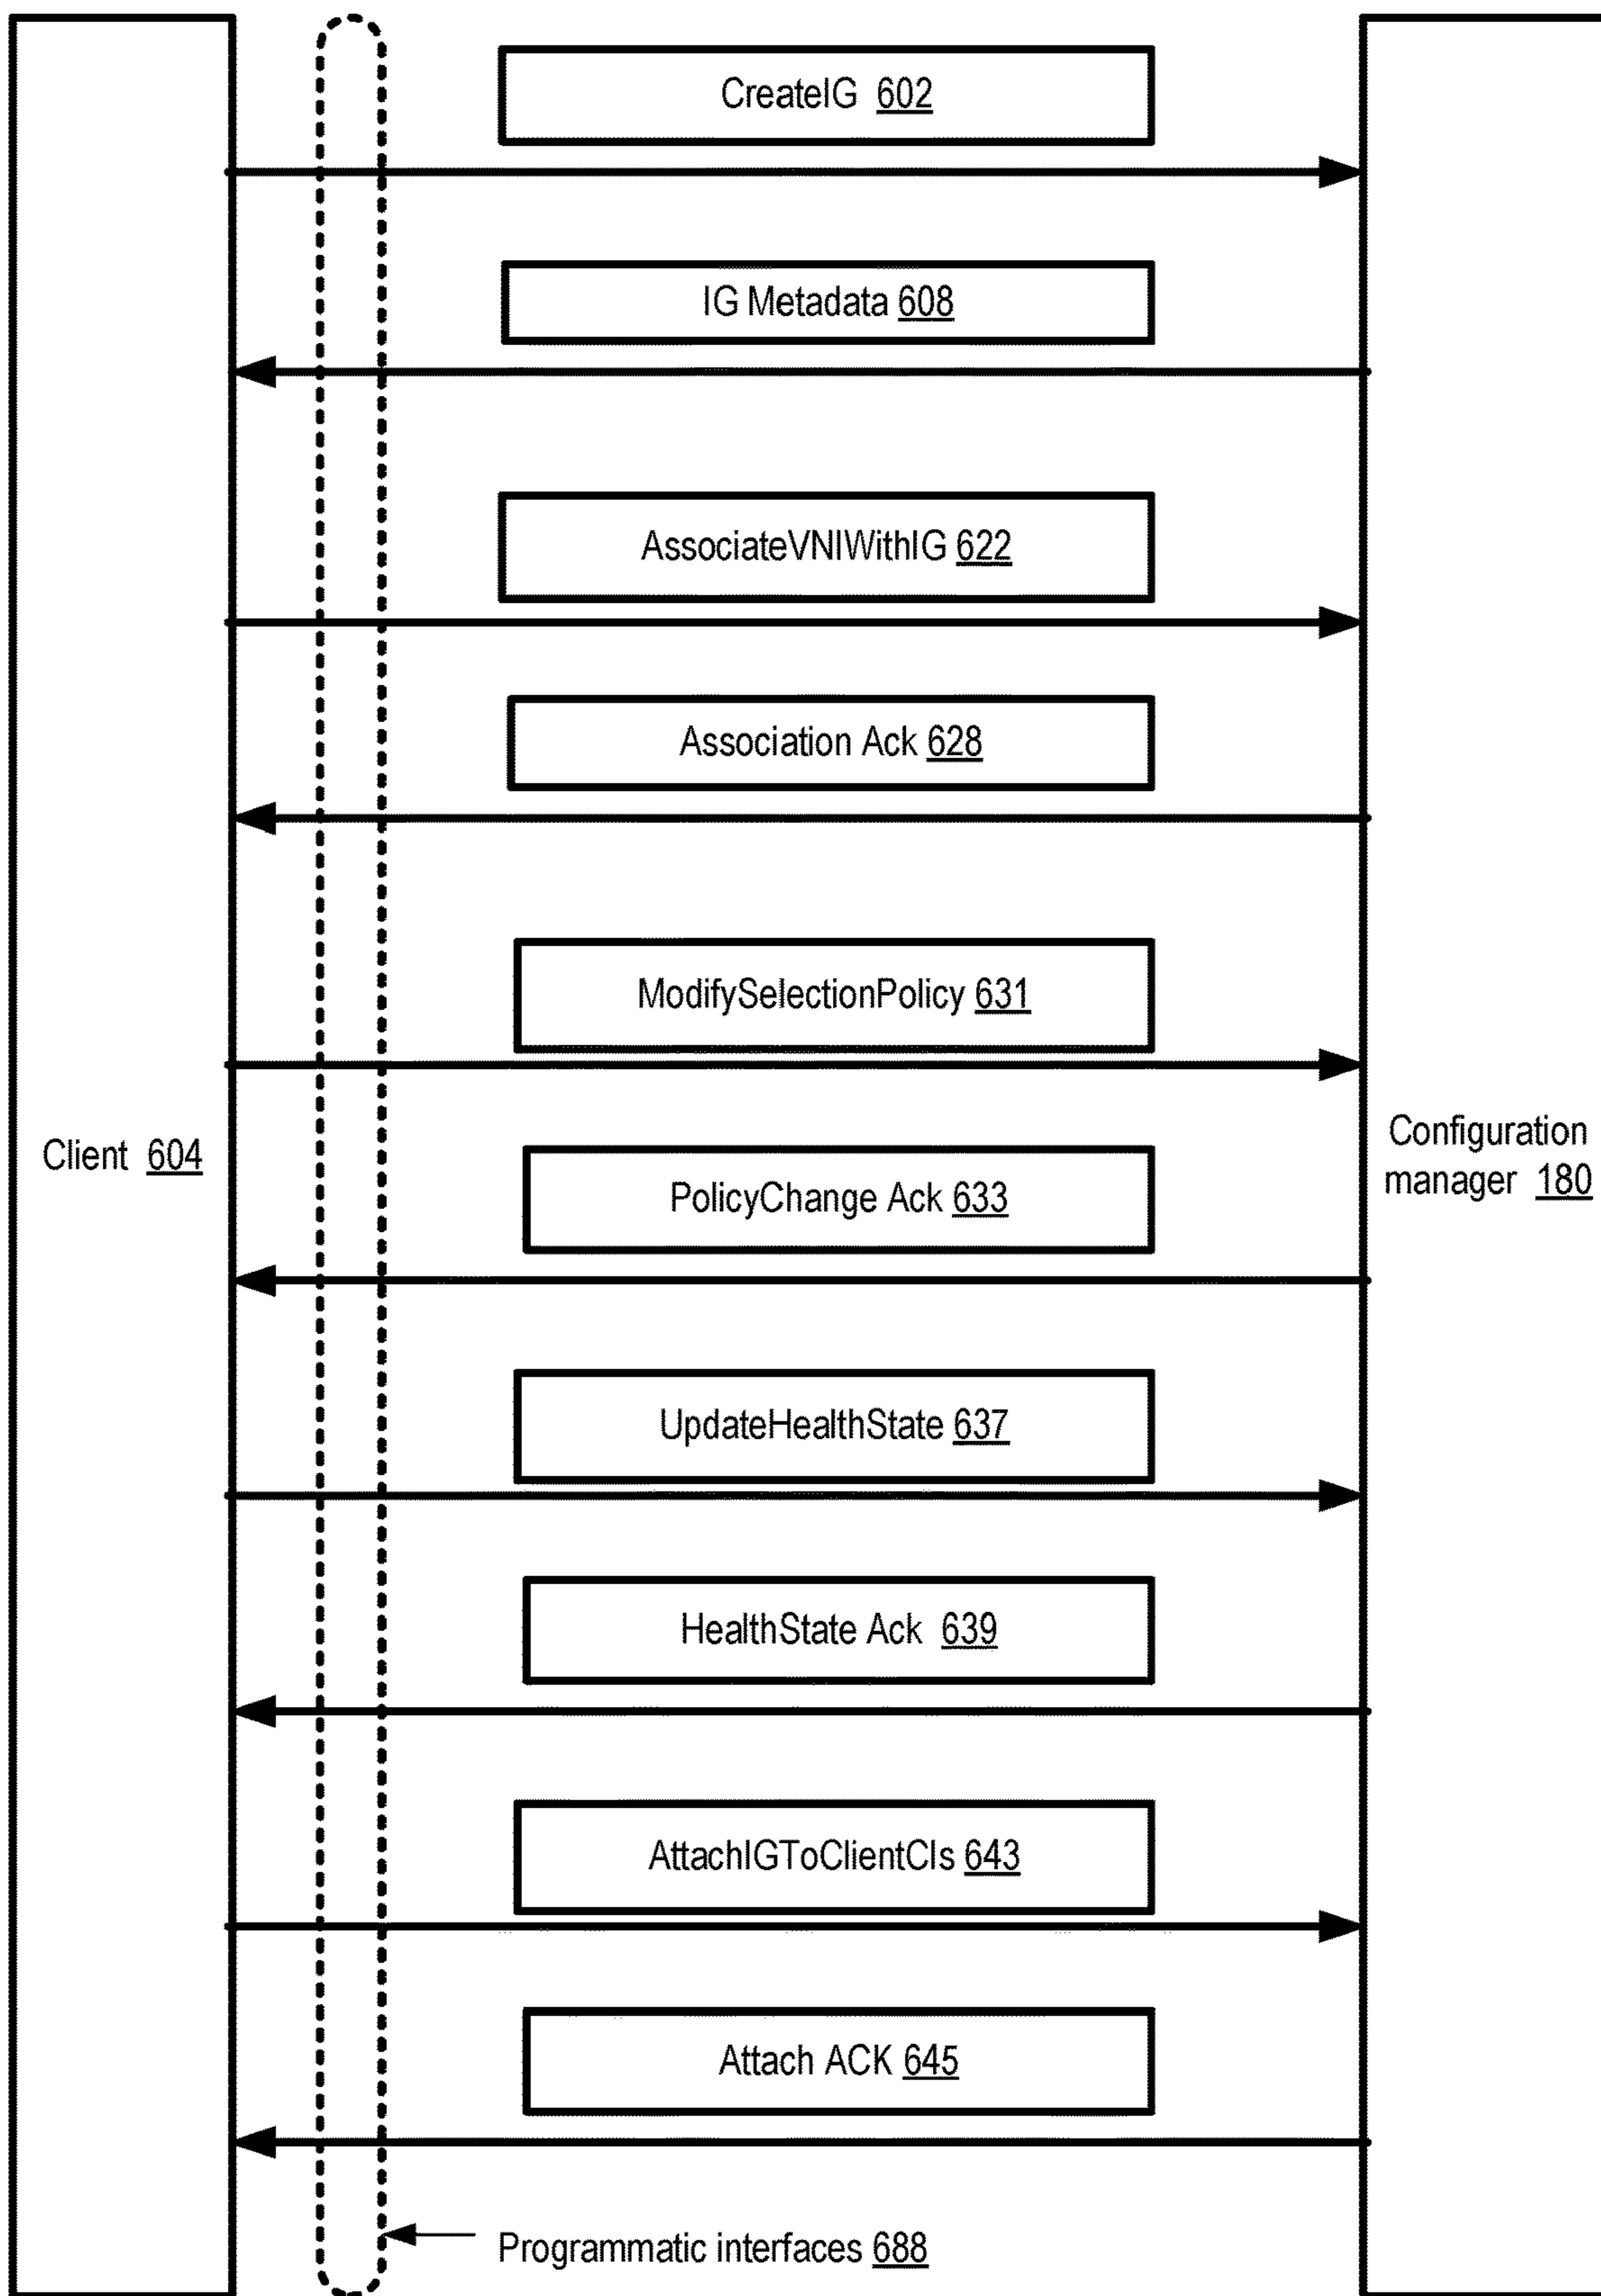 CreateIG 602
IG Metadata 608
AssociateVNIWithIG 622
Association Ack 628
ModifySelectionPolicy 631
Client 604
Configuration
manager 180
PolicyChange Ack 633
UpdateHealthState 637
HealthState Ack 639
AttachIGToClientCIs 643
Attach ACK 645
Programmatic interfaces 688